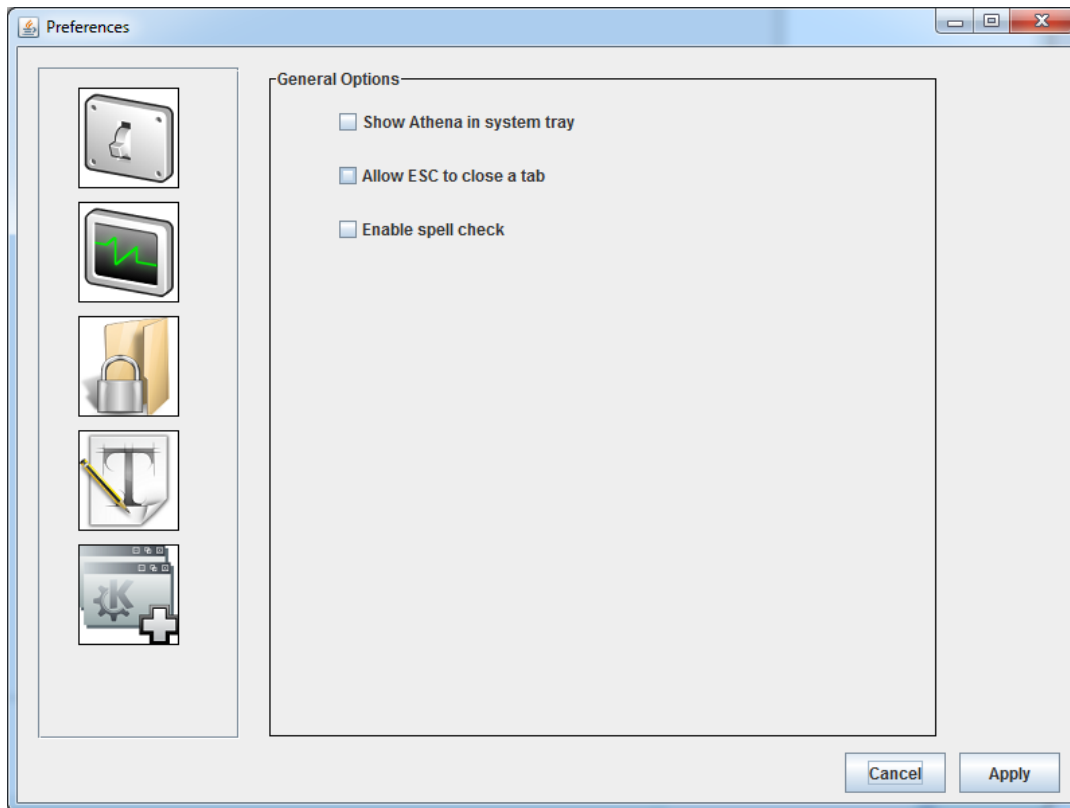 Preferences
General Options
Show Athena in system tray
Allow ESC to close a tab
Enable spell check
T
K
Cancel
Apply